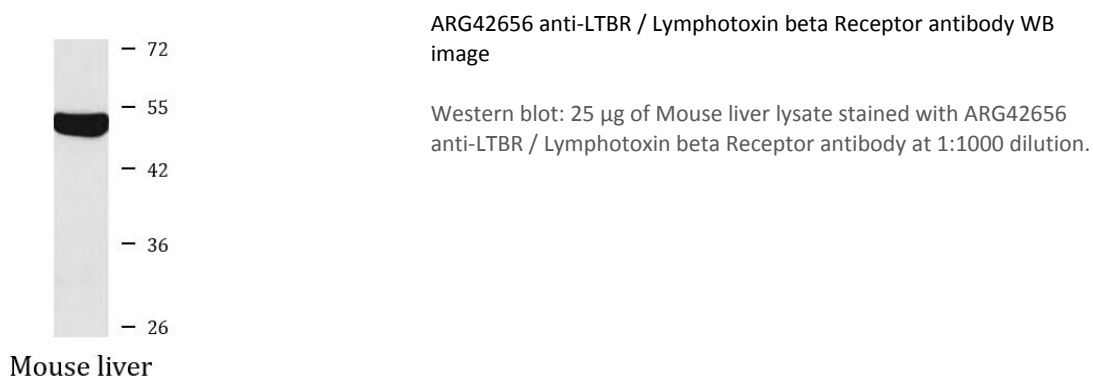 ARG42656 anti-LTBR / Lymphotoxin beta Receptor antibody WB
image
Western blot: 25 µg of Mouse liver lysate stained with ARG42656
anti-LTBR / Lymphotoxin beta Receptor antibody at 1:1000 dilution.
72
55
42
36
26
Mouse liver